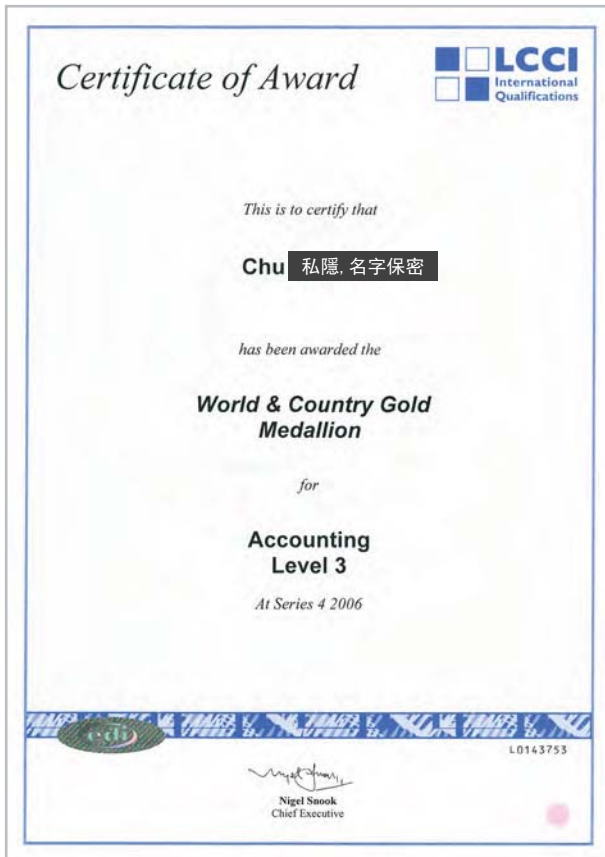 Certificate of Award
LCCI
International
Qualifications
This is to certify that
Chu 私隱, 名字保密
has been awarded the
World & Country Gold
Medallion
for
Accounting
Level 3
At Series 4 2006
edi
L0143753
Nigel Snook
Chief Executive